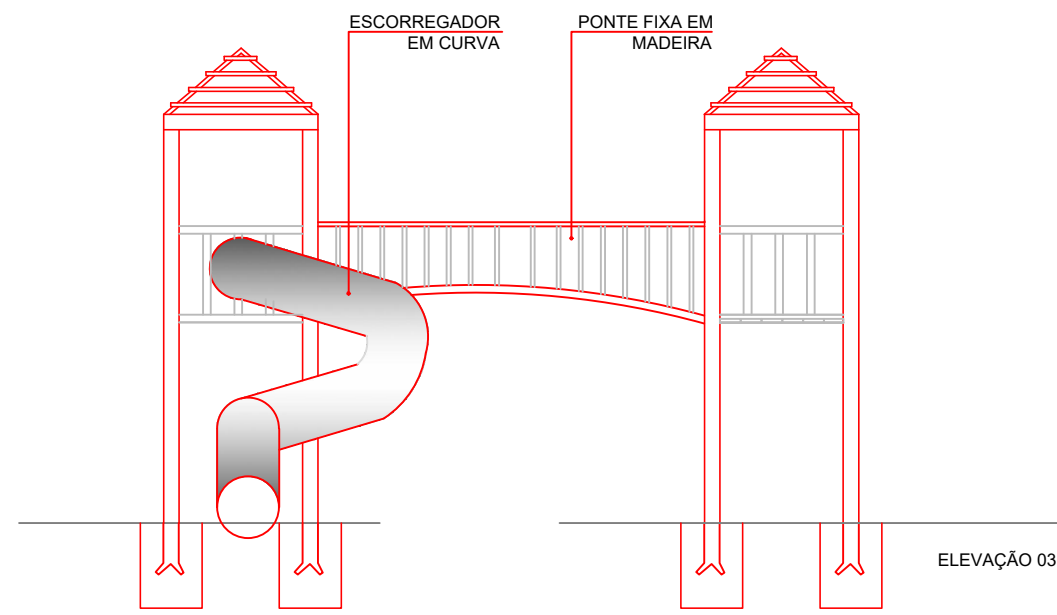 ESCORREGADOR
EM CURVA
PONTE FIXA EM
MADEIRA
ELEVAÇÃO 03